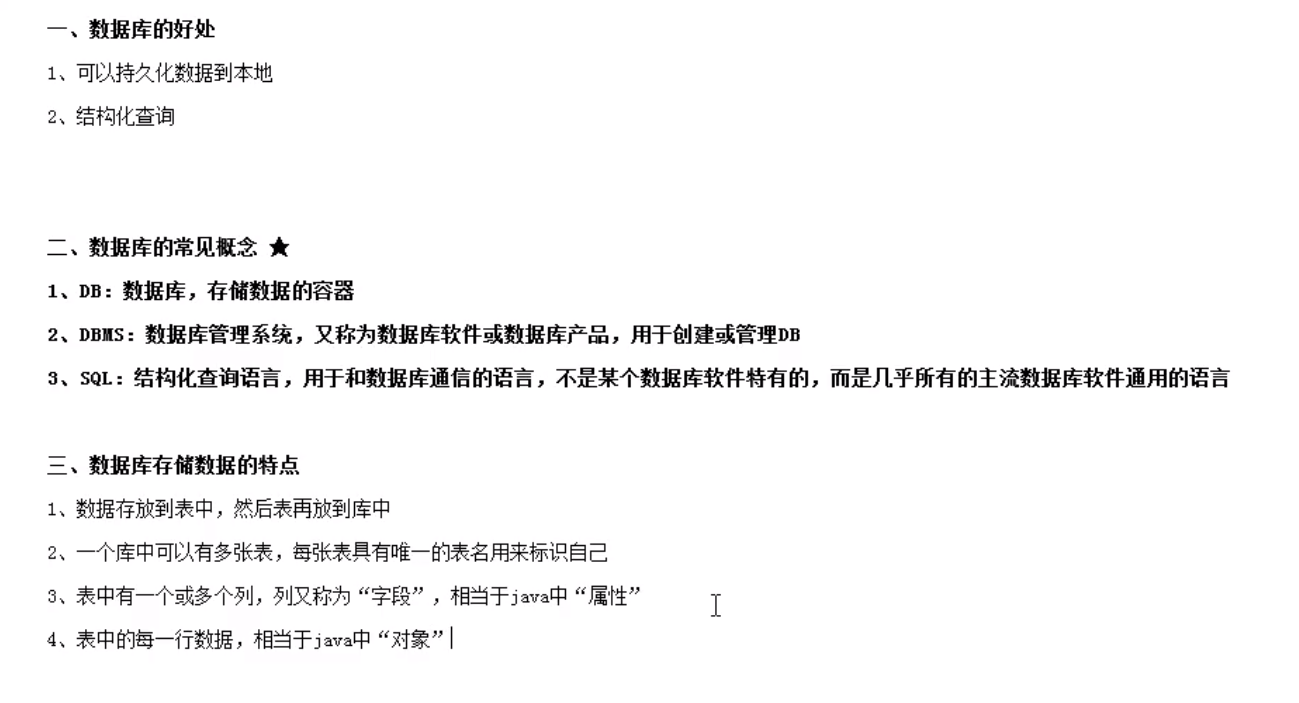 一、数据库的好处
1、可以持久化数据到本地
2、结构化查询
二、数据库的常见概念 ★
1、DB：数据库，存储数据的容器
2、DBMS：数据库管理系统，又称为数据库软件或数据库产品，用于创建或管理DB
3、SQL：结构化查询语言，用于和数据库通信的语言，不是某个数据库软件特有的，而是几乎所有的主流数据库软件通用的语言
三、数据库存储数据的特点
1、数据存放到表中，然后表再放到库中
2、一个库中可以有多张表，每张表具有唯一的表名用来标识自己
3、表中有一个或多个列，列又称为“字段”，相当于java中“属性”
4、表中的每一行数据，相当于java中“对象”